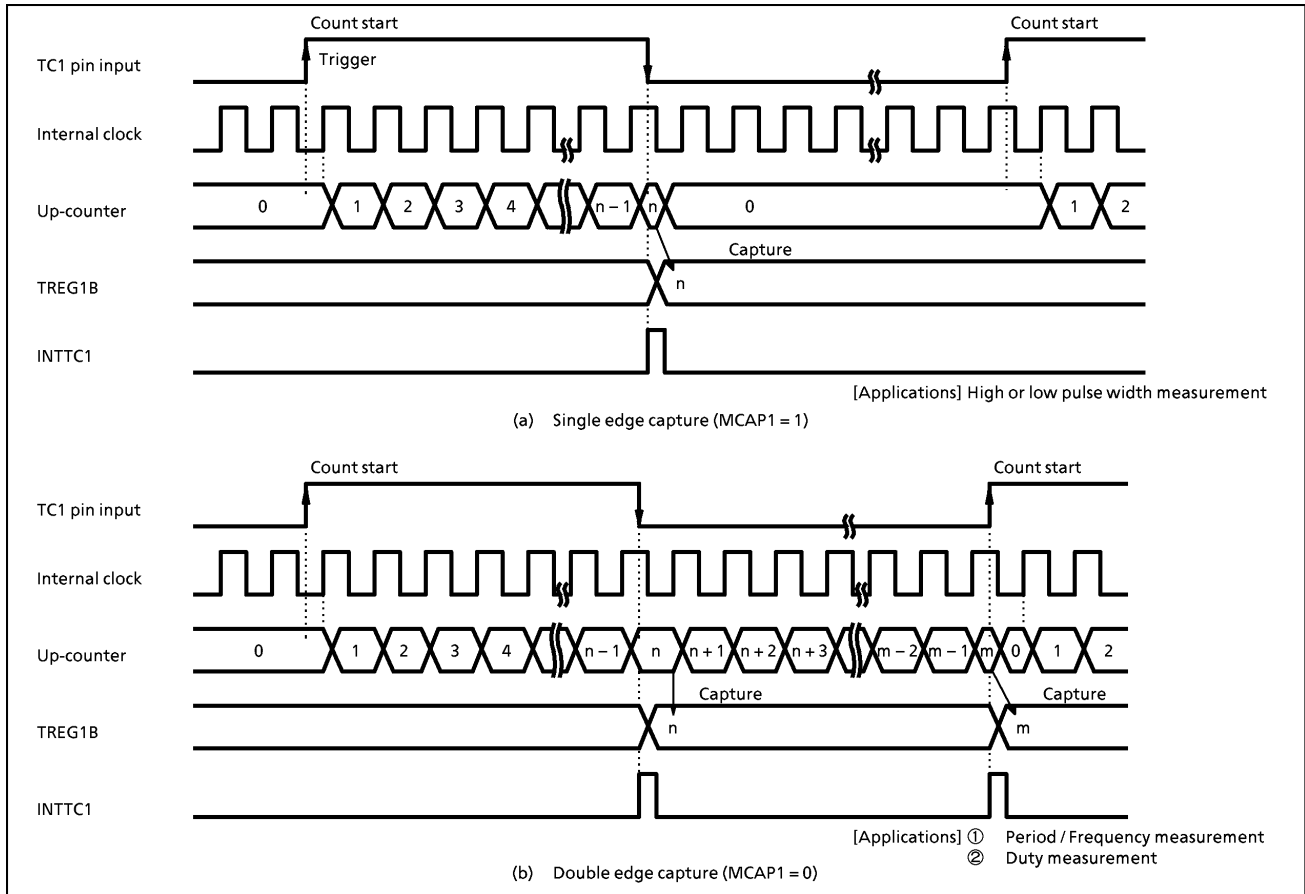 Count start
Count start
TC1 pin input
Trigger
Internal clock
Up-counter
0 1 2 3 4 n – 1 n 0 1 2
Capture
TREG1B
n
INTTC1
[Applications] High or low pulse width measurement
(a) Single edge capture (MCAP1 = 1)
Count start
Count start
TC1 pin input
Internal clock
Up-counter
0 1 2 3 4 n – 1 n n + 1 n + 2 n + 3 m – 2 m – 1 m 0 1 2
Capture
Capture
TREG1B
n
m
INTTC1
[Applications] ① Period / Frequency measurement
② Duty measurement
(b) Double edge capture (MCAP1 = 0)